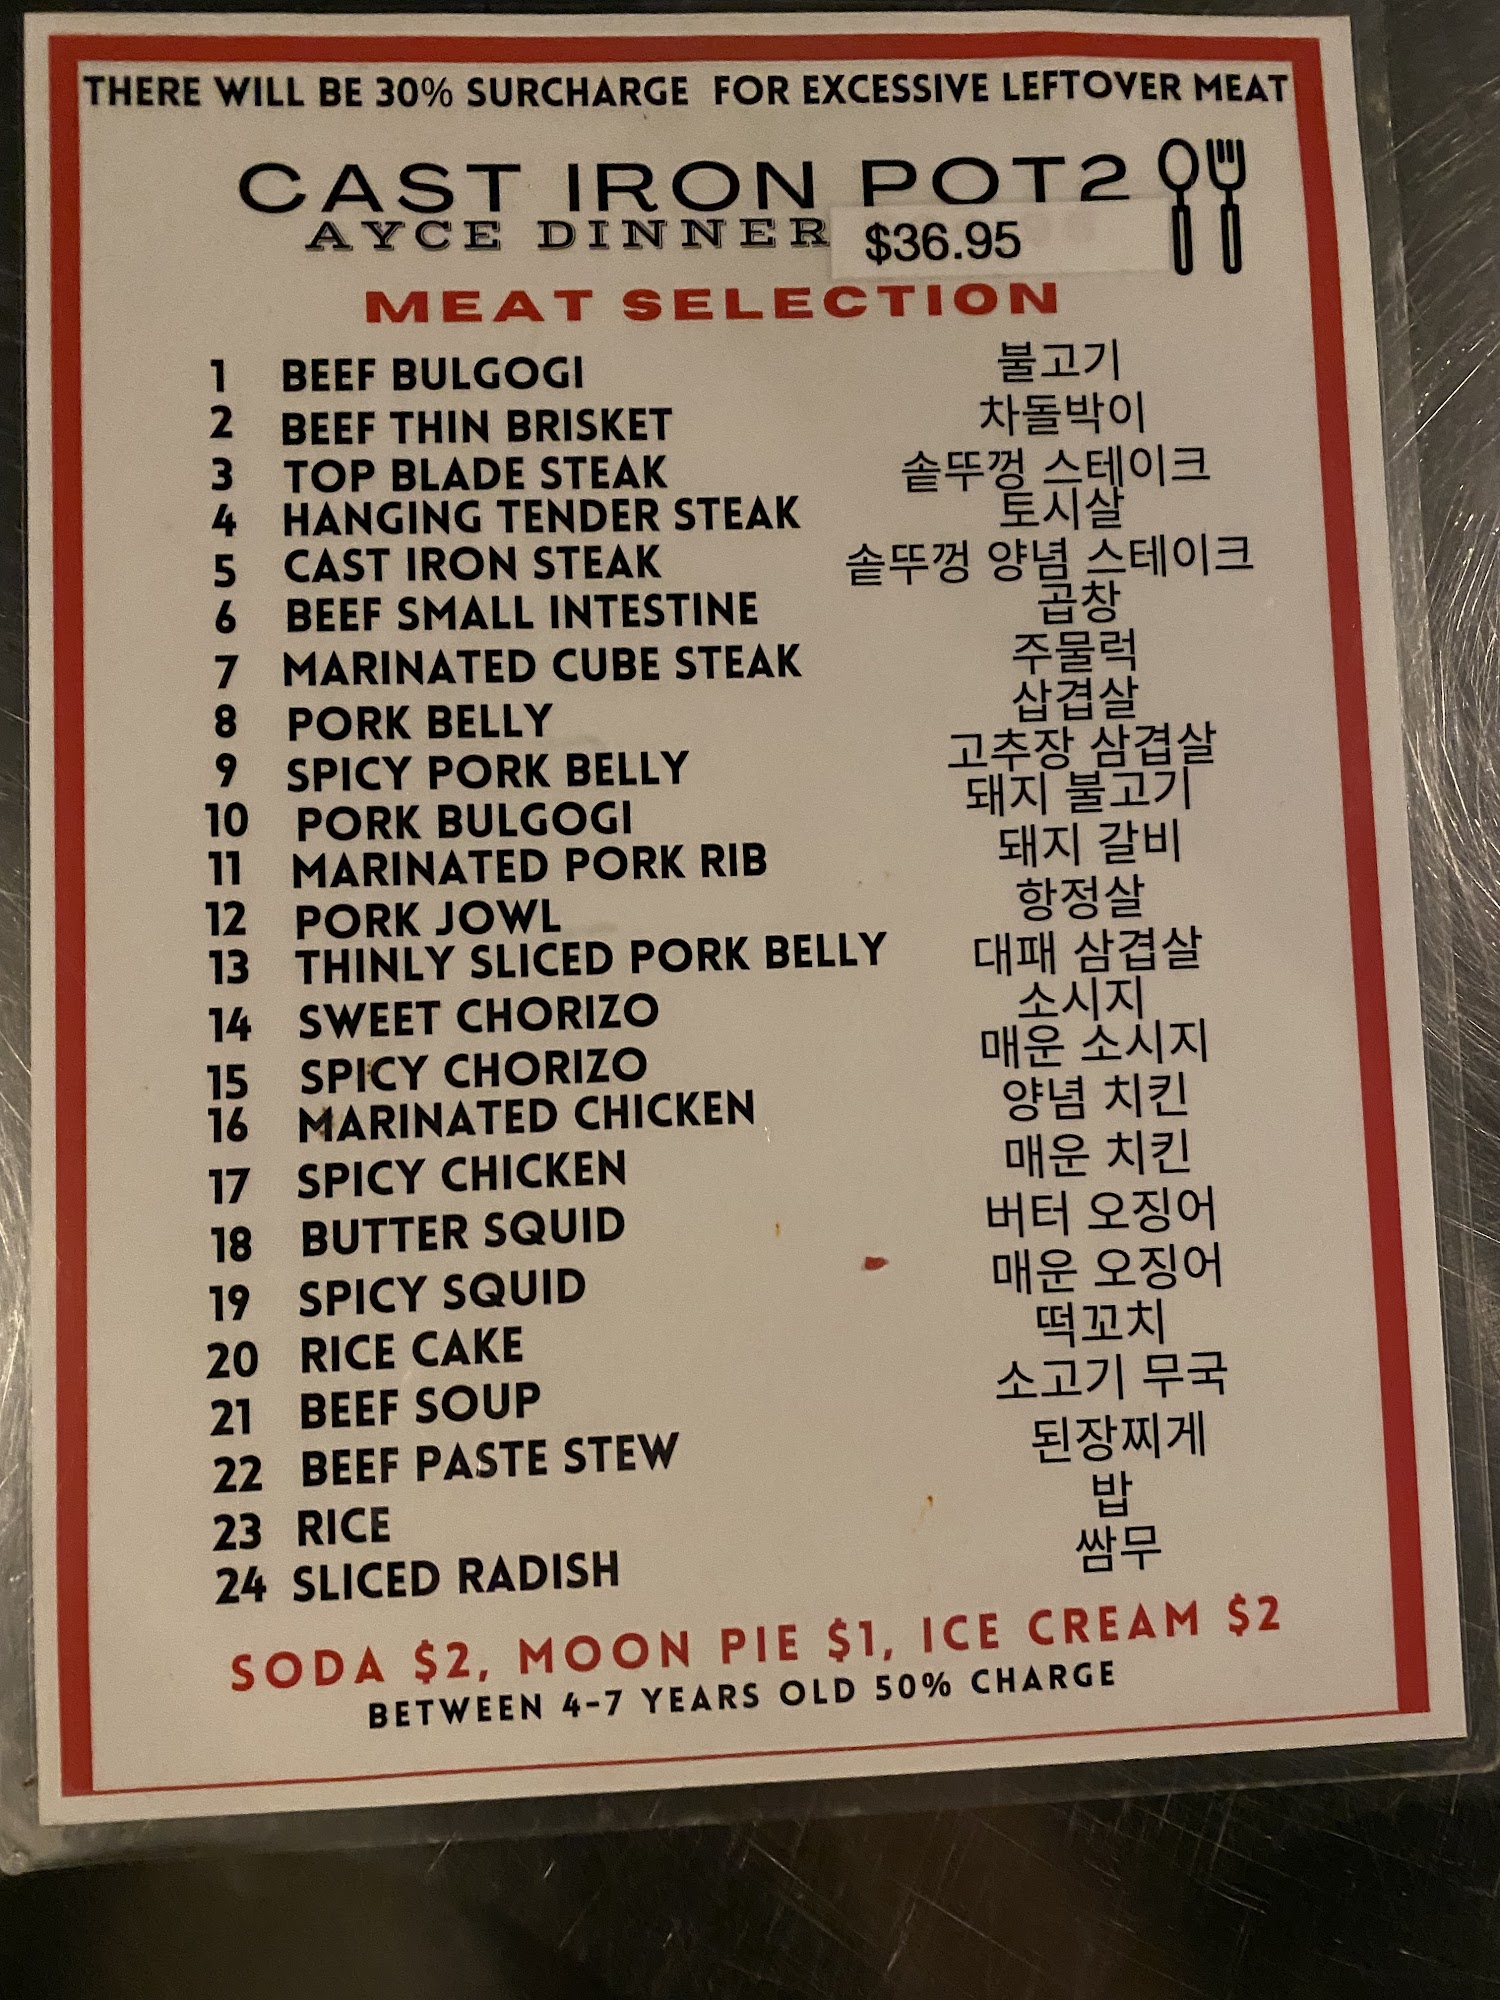 THERE WILL BE 30% SURCHARGE FOR EXCESSIVE LEFTOVER MEAT
CAST IRON POT2
AYCE DINNER $36.95
MEAT SELECTION
1 BEEF BULGOGI 불고기
2 BEEF THIN BRISKET 차돌박이
3 TOP BLADE STEAK 솥뚜껑 스테이크
4 HANGING TENDER STEAK 토시살
5 CAST IRON STEAK 솥뚜껑 양념 스테이크
6 BEEF SMALL INTESTINE 곱창
7 MARINATED CUBE STEAK 주물럭
8 PORK BELLY 삽겹살
9 SPICY PORK BELLY 고추장 삼겹살
10 PORK BULGOGI 돼지 불고기
11 MARINATED PORK RIB 돼지 갈비
12 PORK JOWL 항정살
13 THINLY SLICED PORK BELLY 대패 삼겹살
14 SWEET CHORIZO 소시지
15 SPICY CHORIZO 매운 소시지
16 MARINATED CHICKEN 양념 치킨
17 SPICY CHICKEN 매운 치킨
18 BUTTER SQUID 버터 오징어
19 SPICY SQUID 매운 오징어
20 RICE CAKE 떡꼬치
21 BEEF SOUP 소고기 무국
22 BEEF PASTE STEW 된장찌게
23 RICE 밥
24 SLICED RADISH 쌈무
SODA $2, MOON PIE $1, ICE CREAM $2
BETWEEN 4-7 YEARS OLD 50% CHARGE